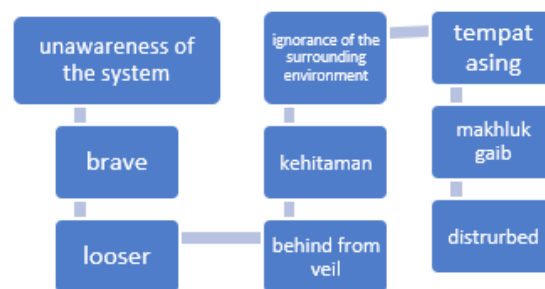 unawareness of
the system
brave
looser
behind from
veil
kehitaman
ignorance of the
surrounding
environment
tempat
asing
makhluk
gaib
distrurbed